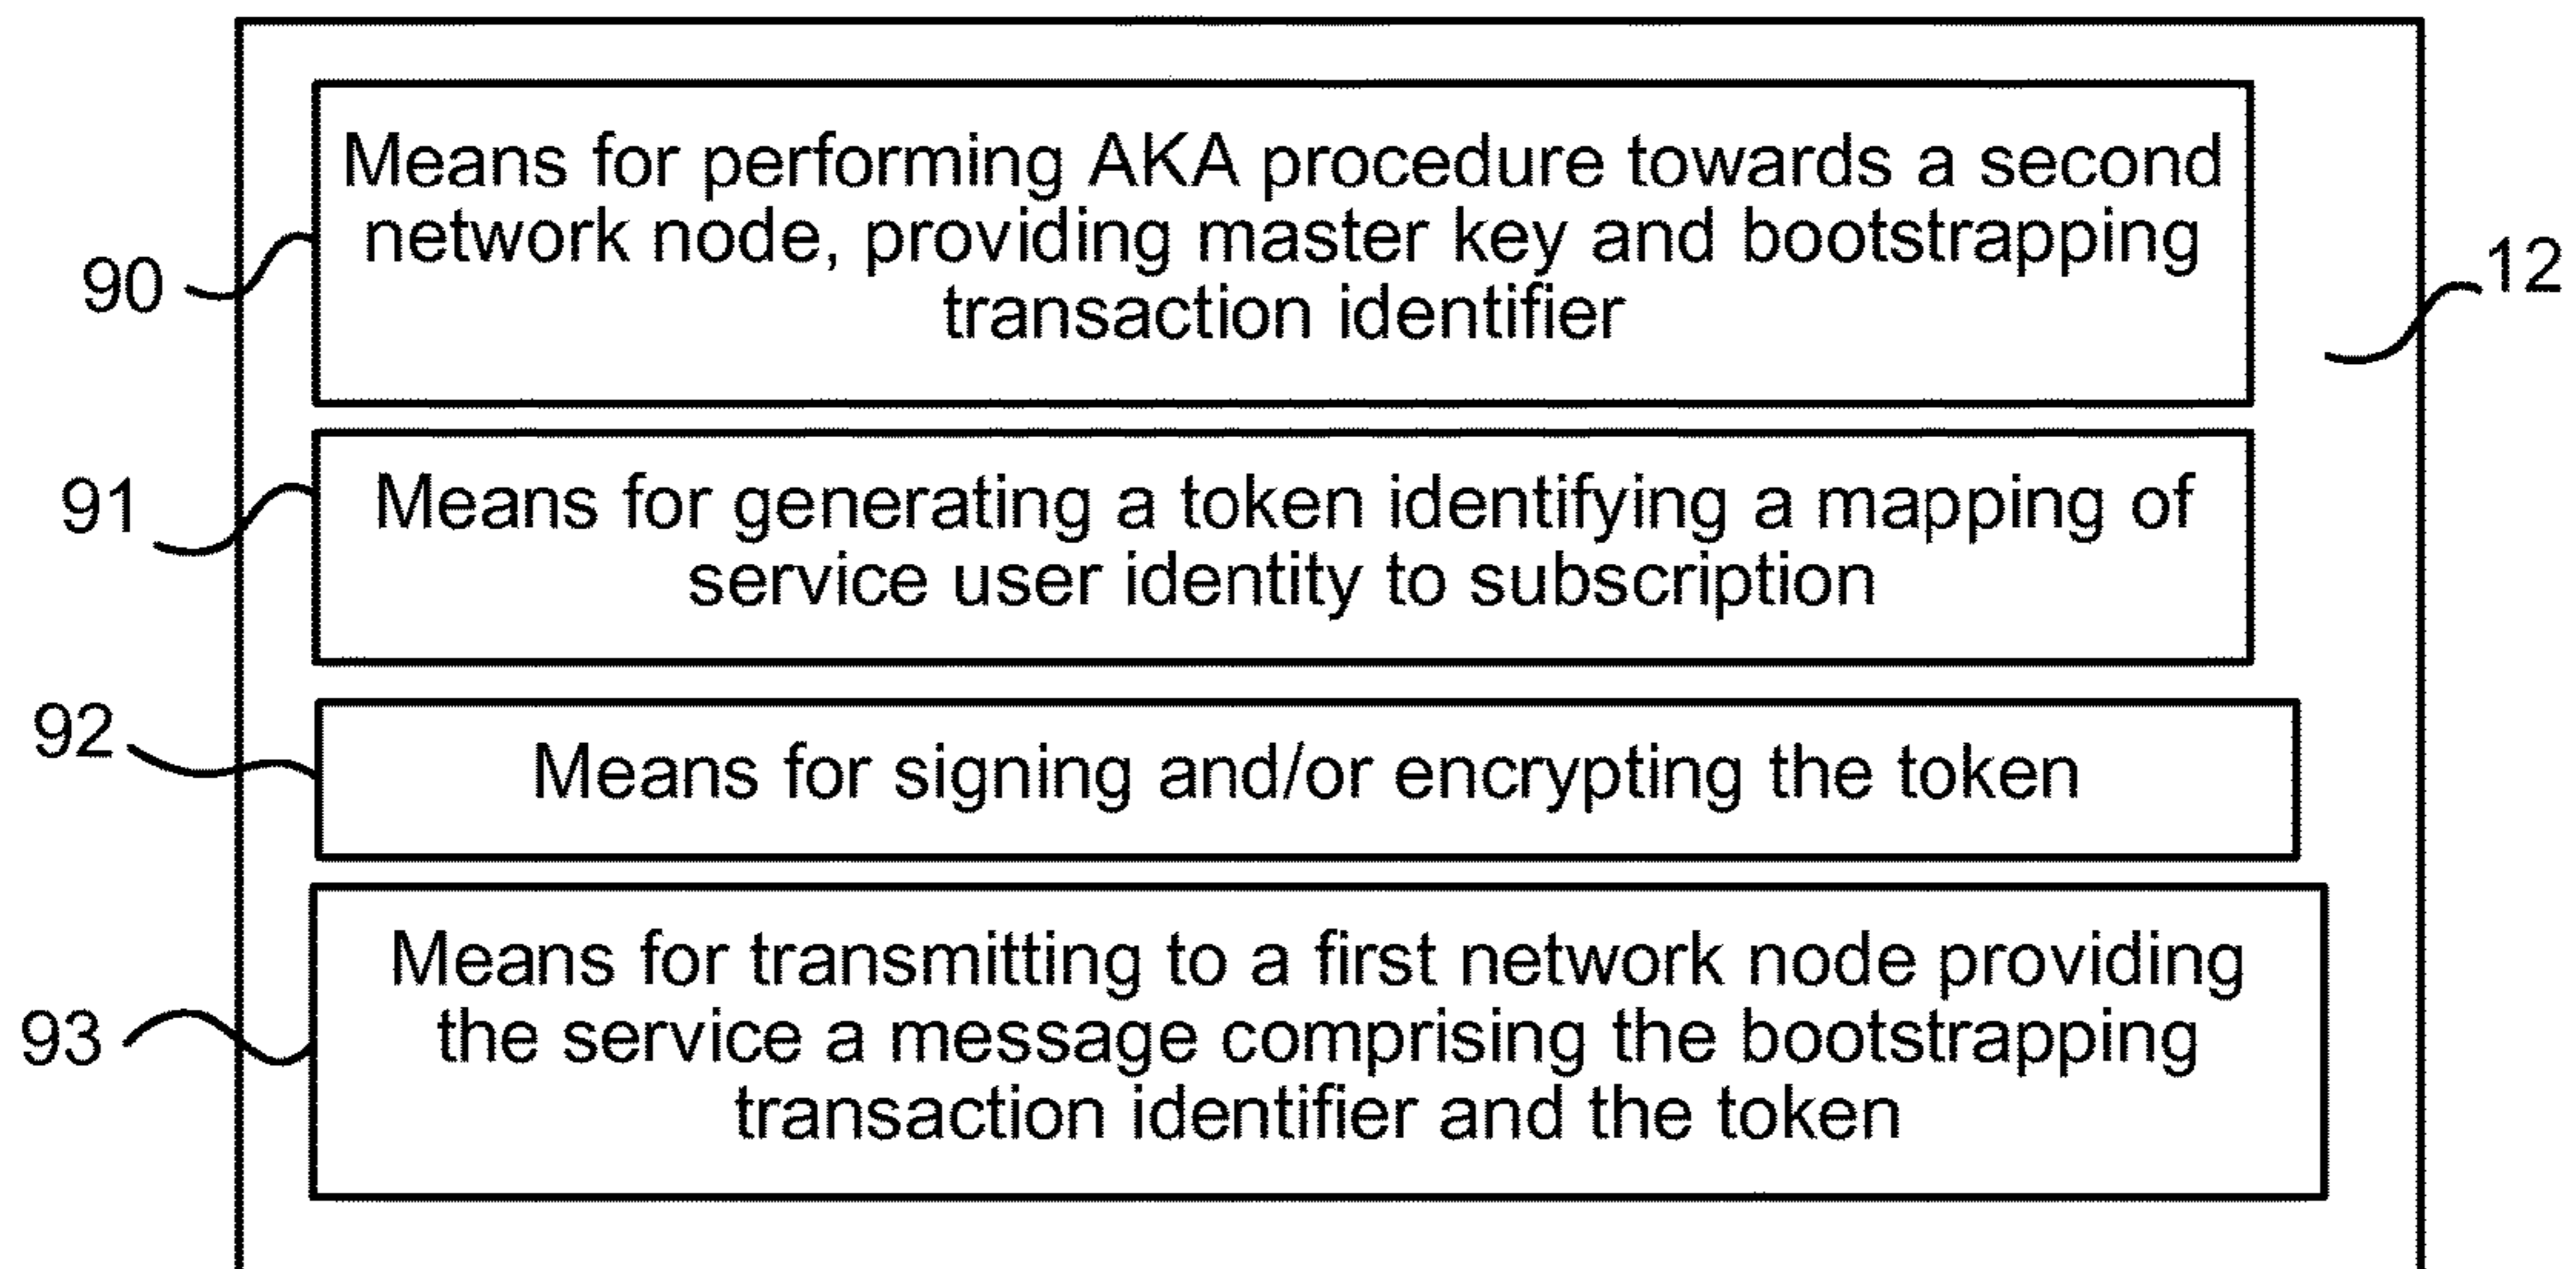 Means for performing AKA procedure towards a second
network node, providing master key and bootstrapping
transaction identifier
90
12
Means for generating a token identifying a mapping of
service user identity to subscription
91
Means for signing and/or encrypting the token
92
Means for transmitting to a first network node providing
the service a message comprising the bootstrapping
transaction identifier and the token
93